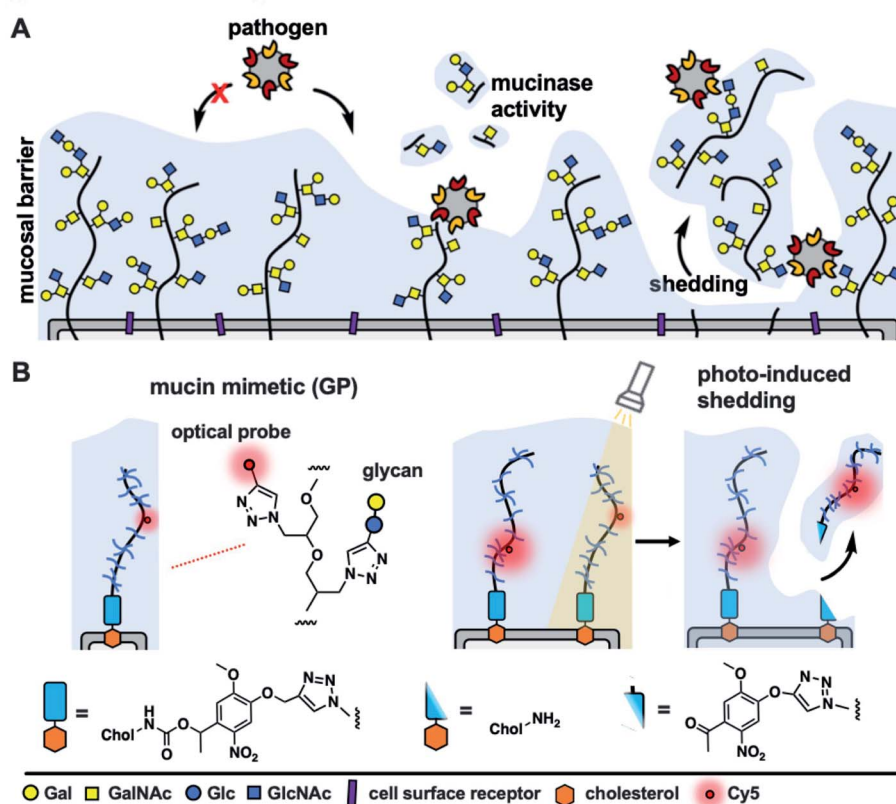 A
pathogen
X
mucinase
activity
mucosal barrier
shedding
B
mucin mimetic (GP)
photo-induced
shedding
optical probe
glycan
N
N
N
O
O
N
N
N
= Chol
H
N
O
O
O
O
NO₂
N
N
N
= Chol
NH₂
= O
O
O
NO₂
N
N
N
Gal GalNAc Glc GlcNAc cell surface receptor cholesterol Cy5